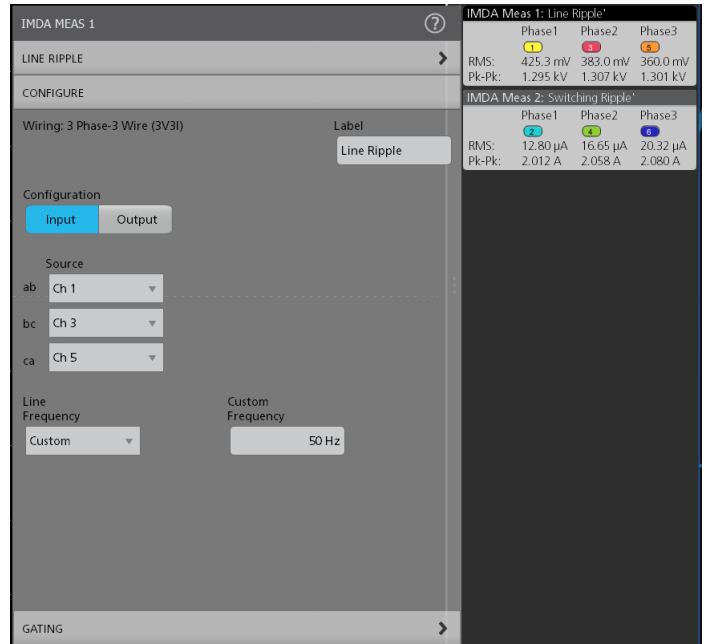 IMDA MEAS 1
?
LINE RIPPLE
CONFIGURE
Wiring: 3 Phase-3 Wire (3V3I)
Label
Line Ripple
Configuration
Input Output
Source
ab Ch 1
bc Ch 3
ca Ch 5
Line
Frequency
Custom
Frequency
Custom
50 Hz
GATING
IMDA Meas 1: Line Ripple'
Phase1 Phase2 Phase3
1 3 5
RMS: 425.3 mV 383.0 mV 360.0 mV
Pk-Pk: 1.295 kV 1.307 kV 1.301 kV
IMDA Meas 2: Switching Ripple'
Phase1 Phase2 Phase3
2 4 6
RMS: 12.80 µA 16.65 µA 20.32 µA
Pk-Pk: 2.012 A 2.058 A 2.080 A